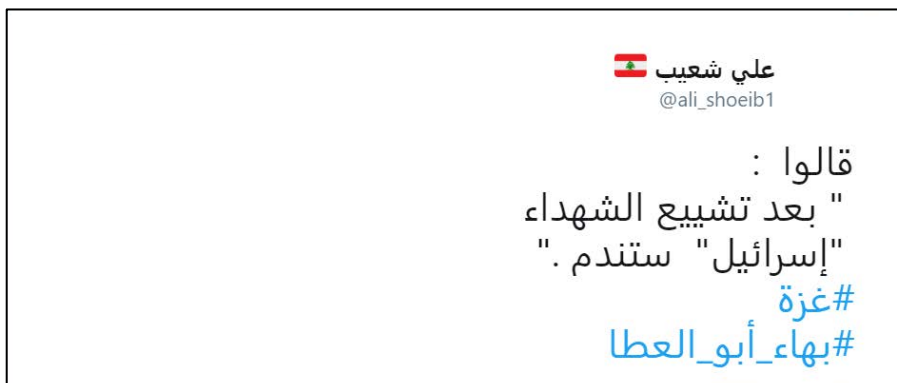 علي شعيب 🇱🇧
@ali_shoeib1
قالوا :
" بعد تشييع الشهداء
"إسرائيل" ستندم ."
#غزة
#بهاء_أبو_العطا